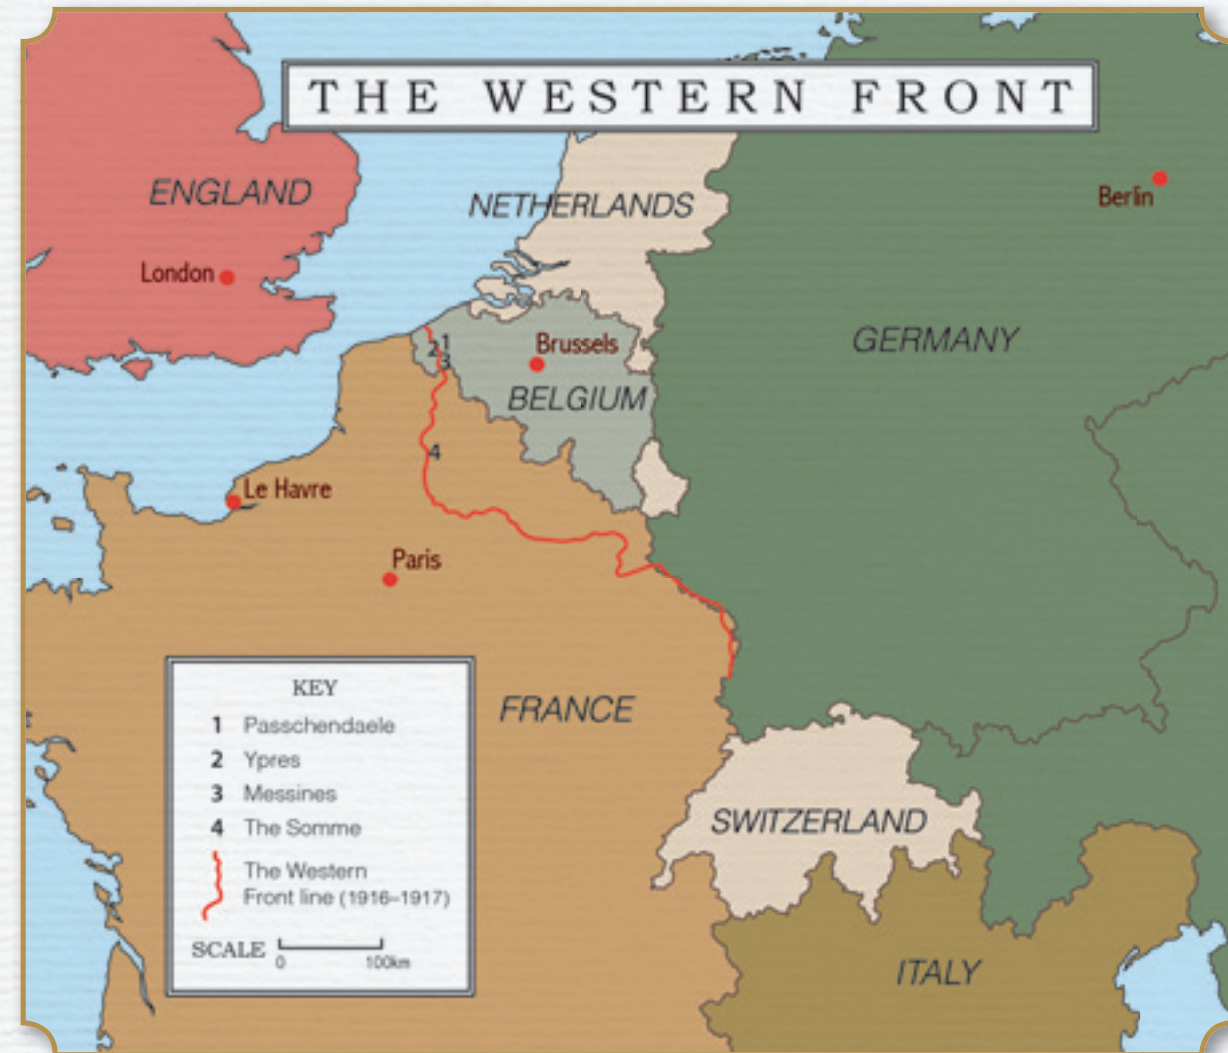 THE WESTERN FRONT
ENGLAND
NETHERLANDS
Berlin
London
GERMANY
1
2
3
Brussels
BELGIUM
4
Le Havre
Paris
FRANCE
KEY
1 Passchendaele
2 Ypres
3 Messines
4 The Somme
The Western
Front line (1916–1917)
SCALE 0 100km
SWITZERLAND
ITALY